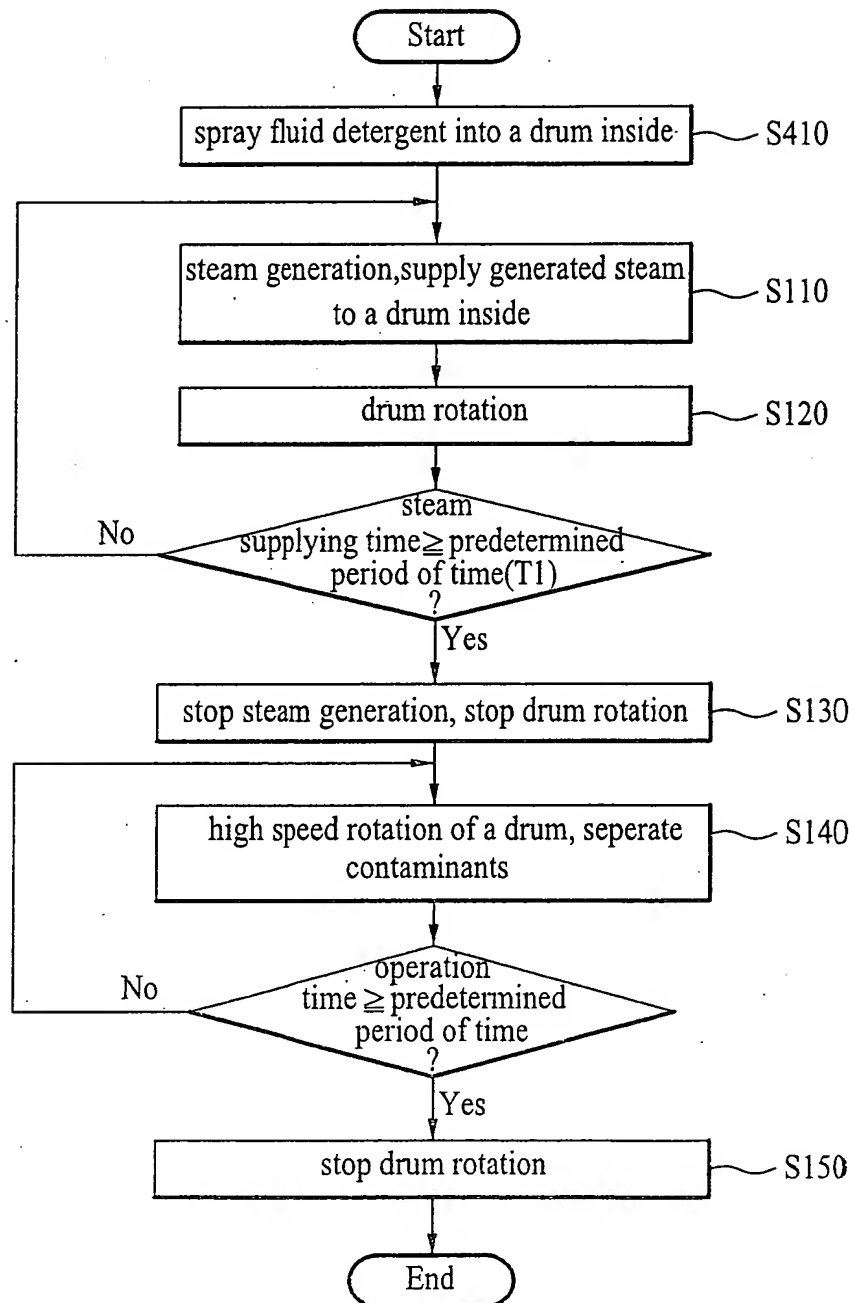 Start
spray fluid detergent into a drum inside
S410
steam generation,supply generated steam
to a drum inside
S110
drum rotation
S120
steam
supplying time≧predetermined
period of time(T1)
?
No
Yes
stop steam generation, stop drum rotation
S130
high speed rotation of a drum, seperate
contaminants
S140
operation
time≧predetermined
period of time
?
No
Yes
stop drum rotation
S150
End